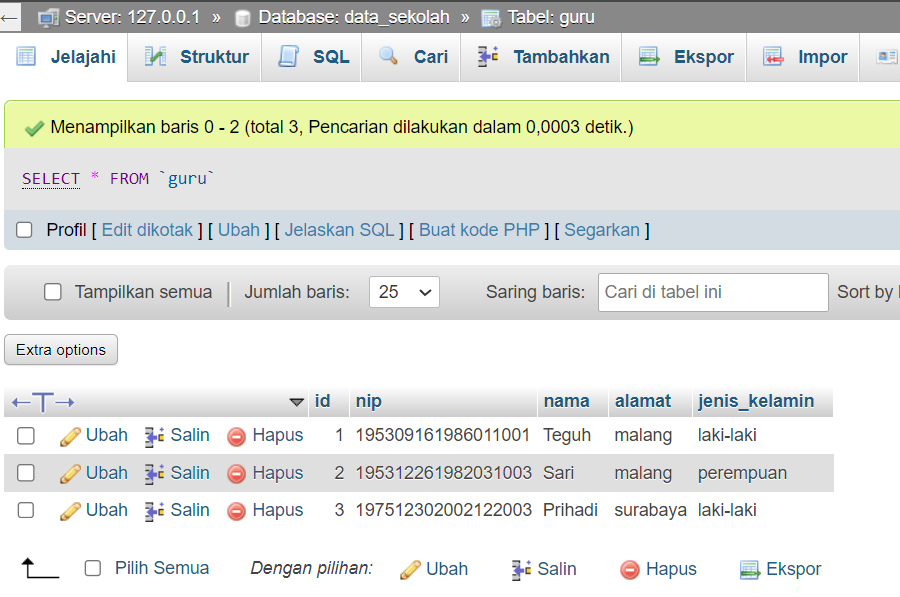 Server: 127.0.0.1 » Database: data_sekolah » Tabel: guru
Jelajahi Struktur SQL Cari Tambahkan Ekspor Impor
Menampilkan baris 0 - 2 (total 3, Pencarian dilakukan dalam 0,0003 detik.)
SELECT * FROM `guru`
Profil [ Edit dikotak ] [ Ubah ] [ Jelaskan SQL ] [ Buat kode PHP ] [ Segarkan ]
Tampilkan semua | Jumlah baris: 25 Saring baris: Cari di tabel ini Sort by
Extra options
←T→ id nip nama alamat jenis_kelamin
Ubah Salin Hapus 1 195309161986011001 Teguh malang laki-laki
Ubah Salin Hapus 2 195312261982031003 Sari malang perempuan
Ubah Salin Hapus 3 197512302002122003 Prihadi surabaya laki-laki
Pilih Semua Dengan pilihan: Ubah Salin Hapus Ekspor